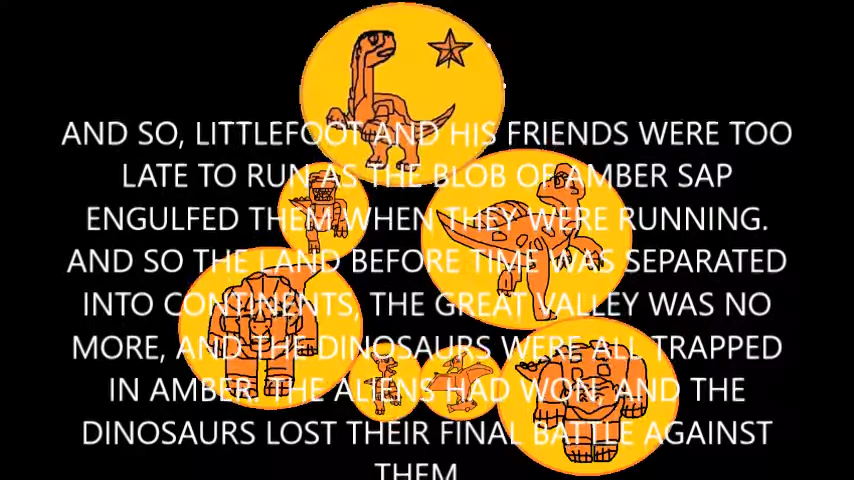 AND SO, LITTLEFOOT AND HIS FRIENDS WERE TOO
LATE TO RUN AS THE BLOB OF AMBER SAP
ENGULFED THEM WHEN THEY WERE RUNNING.
AND SO THE LAND BEFORE TIME WAS SEPARATED
INTO CONTINENTS, THE GREAT VALLEY WAS NO
MORE, AND THE DINOSAURS WERE ALL TRAPPED
IN AMBER. THE ALIENS HAD WON, AND THE
DINOSAURS LOST THEIR FINAL BATTLE AGAINST
THEM